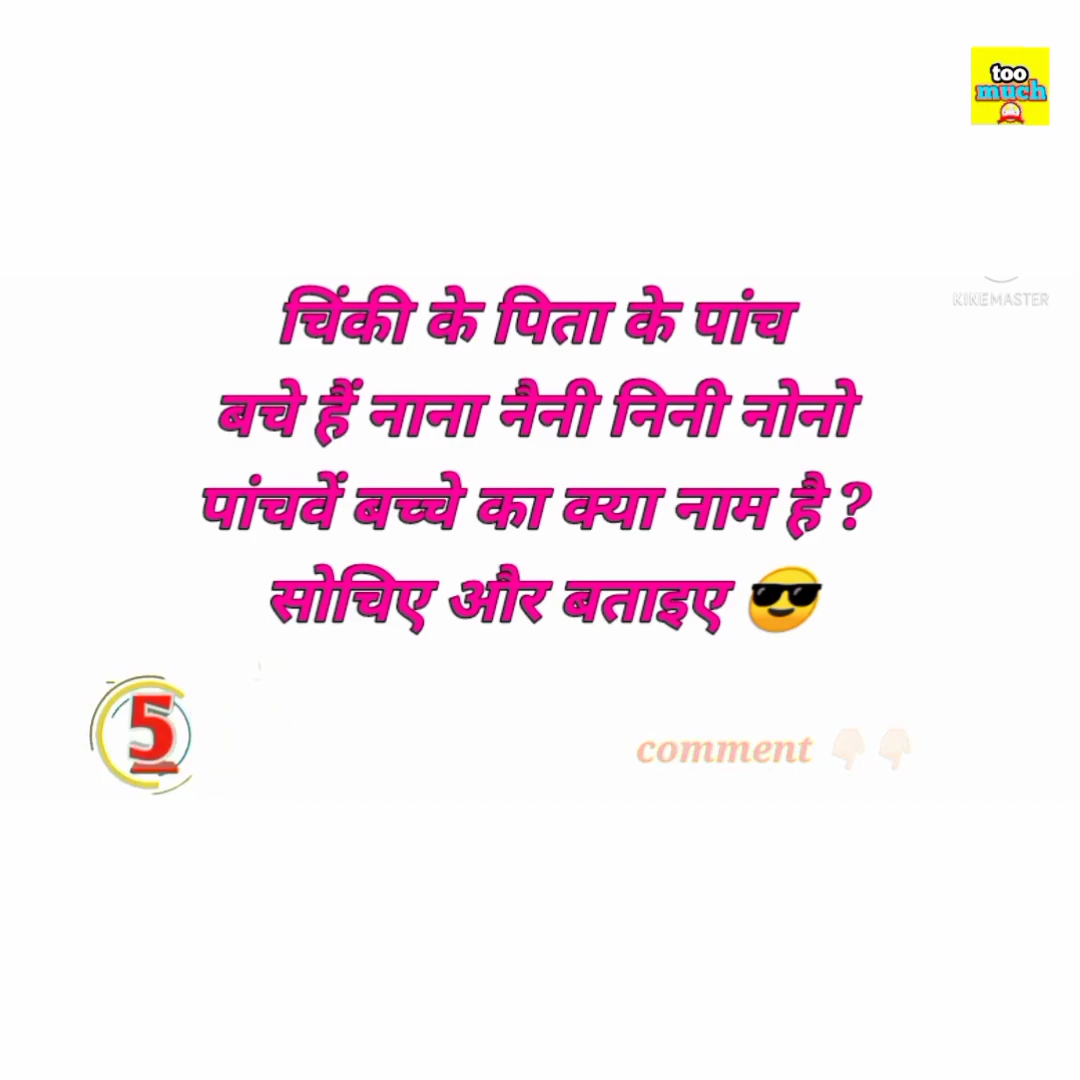 too
much
KINEMASTER
चिंकी के पिता के पांच
बचे हैं नाना नैनी निनी नोनो
पांचवें बच्चे का क्या नाम है ?
सोचिए और बताइए 😎
5
comment 👇🏻👇🏻